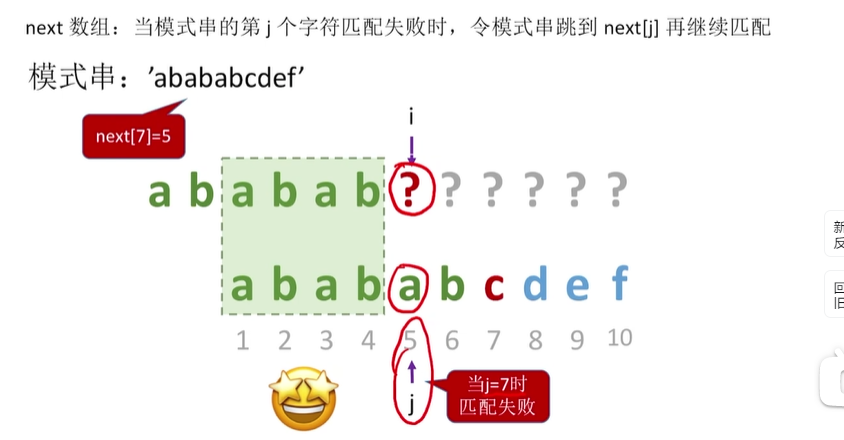 next 数组：当模式串的第 j 个字符匹配失败时，令模式串跳到 next[j] 再继续匹配
模式串：’abababcdef’
next[7]=5
i
a b a b a b ? ? ? ? ? ?
a b a b a b c d e f
1 2 3 4 5 6 7 8 9 10
j
当j=7时
匹配失败
新
反
回
旧